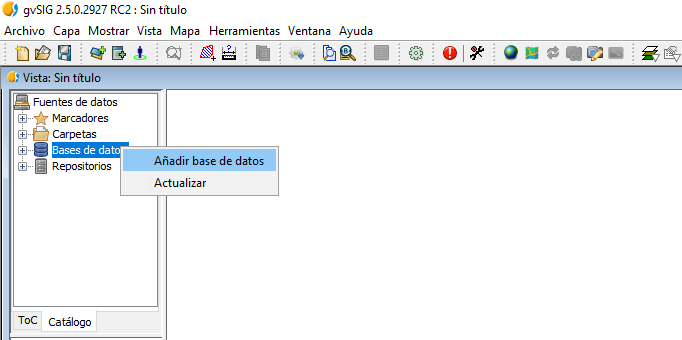 gvSIG 2.5.0.2927 RC2 : Sin título
Archivo Capa Mostrar Vista Mapa Herramientas Ventana Ayuda
Vista: Sin título
Fuentes de datos
Marcadores
Carpetas
Bases de dato
Repositorios
Añadir base de datos
Actualizar
ToC Catálogo